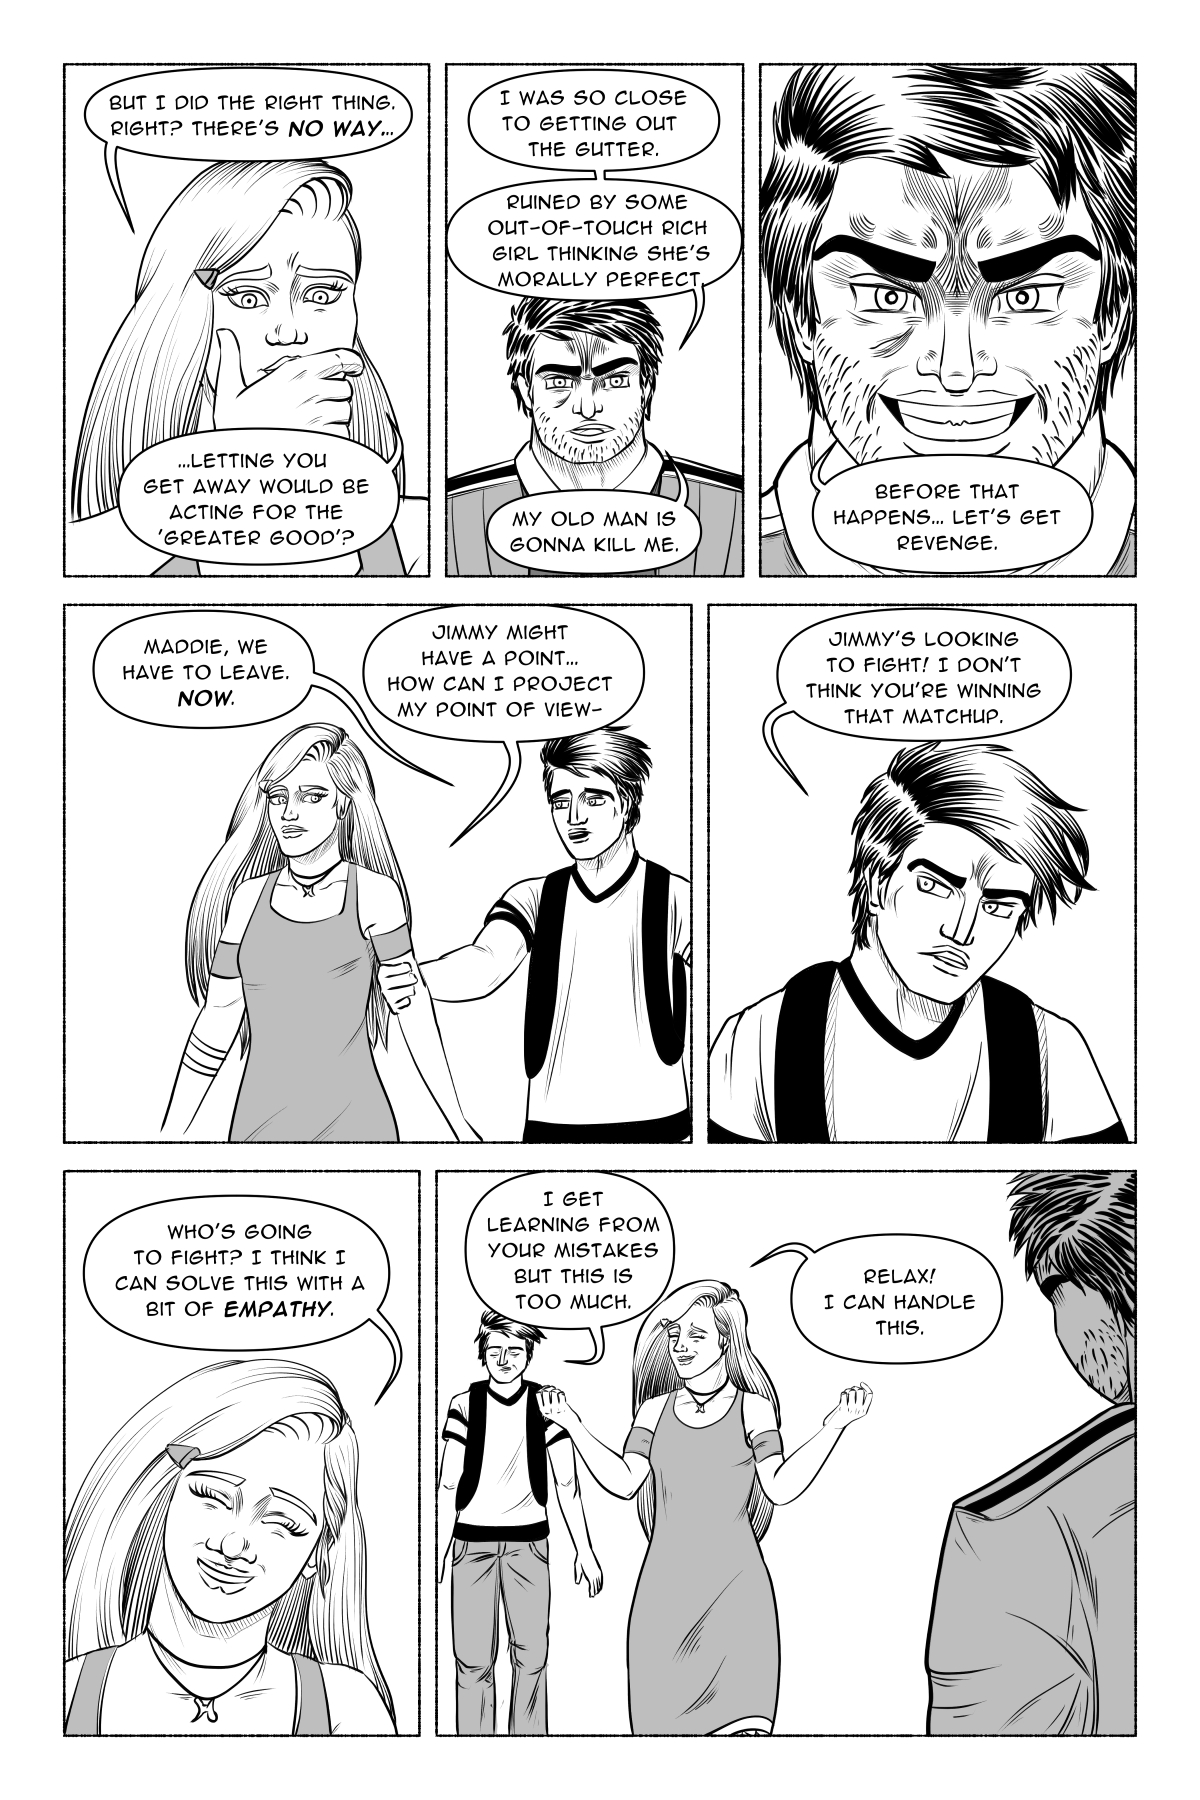 BUT I DID THE RIGHT THING.
RIGHT? THERE'S NO WAY...
...LETTING YOU
GET AWAY WOULD BE
ACTING FOR THE
'GREATER GOOD'?
I WAS SO CLOSE
TO GETTING OUT
THE GUTTER.
RUINED BY SOME
OUT-OF-TOUCH RICH
GIRL THINKING SHE'S
MORALLY PERFECT.
MY OLD MAN IS
GONNA KILL ME.
BEFORE THAT
HAPPENS... LET'S GET
REVENGE.
MADDIE, WE
HAVE TO LEAVE.
NOW.
JIMMY MIGHT
HAVE A POINT...
HOW CAN I PROJECT
MY POINT OF VIEW-
JIMMY'S LOOKING
TO FIGHT! I DON'T
THINK YOU'RE WINNING
THAT MATCHUP.
WHO'S GOING
TO FIGHT? I THINK I
CAN SOLVE THIS WITH A
BIT OF EMPATHY.
I GET
LEARNING FROM
YOUR MISTAKES
BUT THIS IS
TOO MUCH.
RELAX!
I CAN HANDLE
THIS.